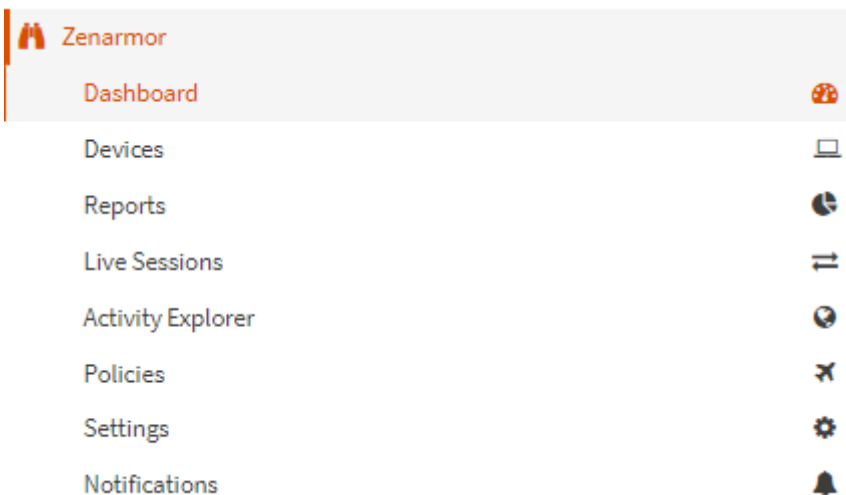 Zenarmor
Dashboard
Devices
Reports
Live Sessions
Activity Explorer
Policies
Settings
Notifications